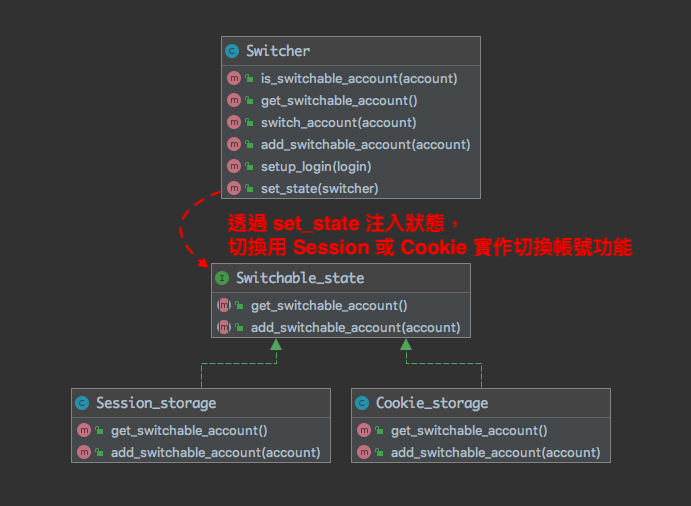 Switcher
is_switchable_account(account)
get_switchable_account()
switch_account(account)
add_switchable_account(account)
setup_login(login)
set_state(switcher)
透過 set_state 注入狀態，
切換用 Session 或 Cookie 實作切換帳號功能
Switchable_state
get_switchable_account()
add_switchable_account(account)
Session_storage
get_switchable_account()
add_switchable_account(account)
Cookie_storage
get_switchable_account()
add_switchable_account(account)